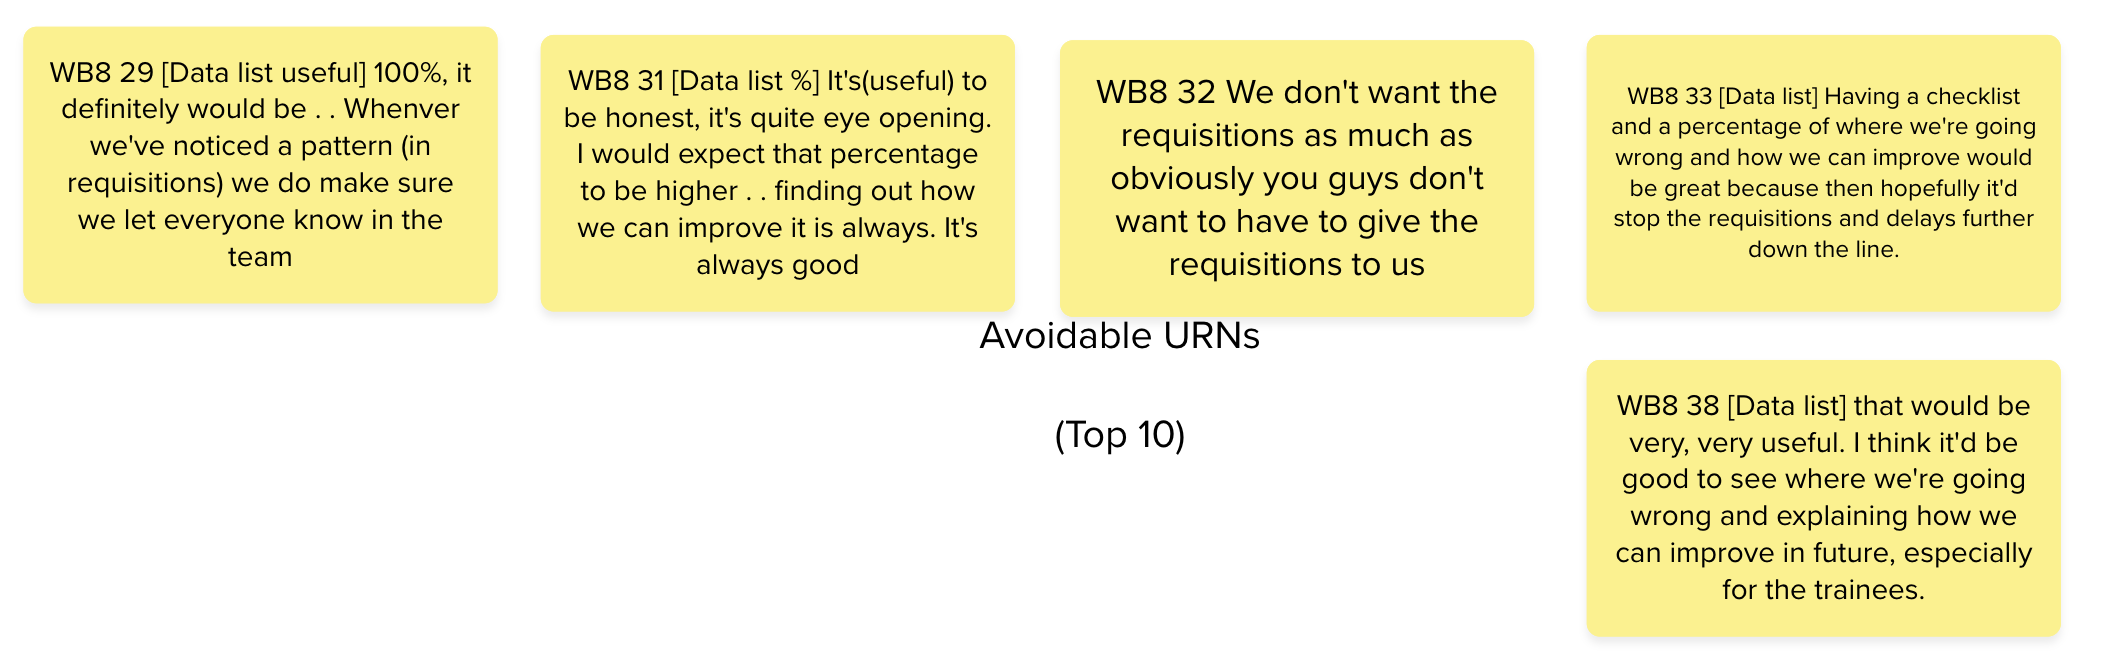 WB8 29 [Data list useful] 100%, it
definitely would be . . Whenver
we've noticed a pattern (in
requisitions) we do make sure
we let everyone know in the
team
WB8 31 [Data list %] It's(useful) to
be honest, it's quite eye opening.
I would expect that percentage
to be higher . . finding out how
we can improve it is always. It's
always good
WB8 32 We don't want the
requisitions as much as
obviously you guys don't
want to have to give the
requisitions to us
WB8 33 [Data list] Having a checklist
and a percentage of where we're going
wrong and how we can improve would
be great because then hopefully it'd
stop the requisitions and delays further
down the line.
Avoidable URNs
(Top 10)
WB8 38 [Data list] that would be
very, very useful. I think it'd be
good to see where we're going
wrong and explaining how we
can improve in future, especially
for the trainees.